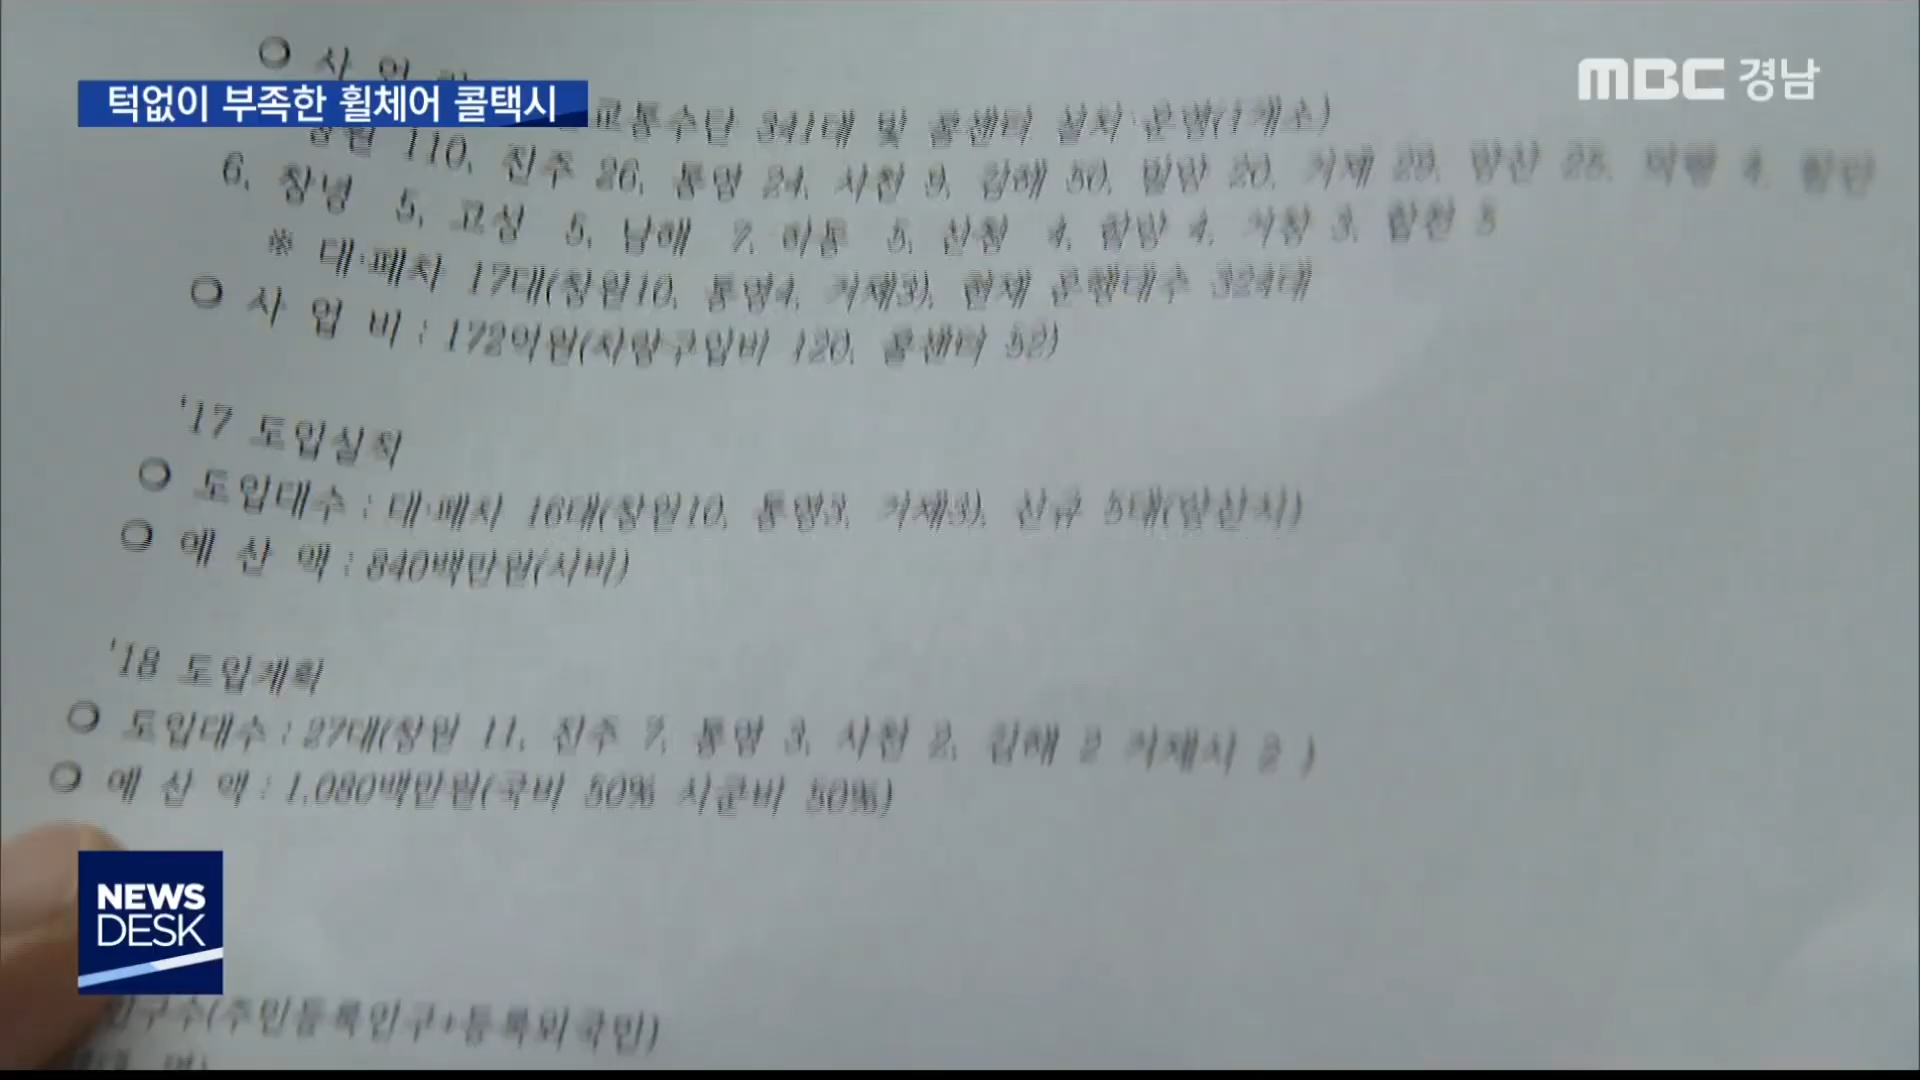 ○ 사 업
턱없이 부족한 휠체어 콜택시
MBC 경남
교통수단 341대 및 콜센터 설치·운영(1개소)
창원 110, 진주 26, 통영 24, 사천 9, 김해 50, 밀양 20, 거제 29, 양산 25, 의령 4, 함안
6, 창녕 5, 고성 5, 남해 7, 하동 5, 산청 4, 함양 4, 거창 3, 합천 5
※ 대·폐차 17대(창원10, 통영4, 거제3), 현재 운행대수 324대
○ 사 업 비 : 172억원(차량구입비 120, 콜센터 52)
'17 도입실적
○ 도입대수 : 대·폐차 16대(창원10, 통영3, 거제3), 신규 5대(양산시)
○ 예 산 액 : 840백만원(시비)
'18 도입계획
○ 도입대수 : 27대(창원 11, 진주 7, 통영 3, 사천 2, 김해 2 거제시 2 )
○ 예 산 액 : 1,080백만원(국비 50% 시군비 50%)
NEWS
DESK
인구수(주민등록인구+등록외국인)